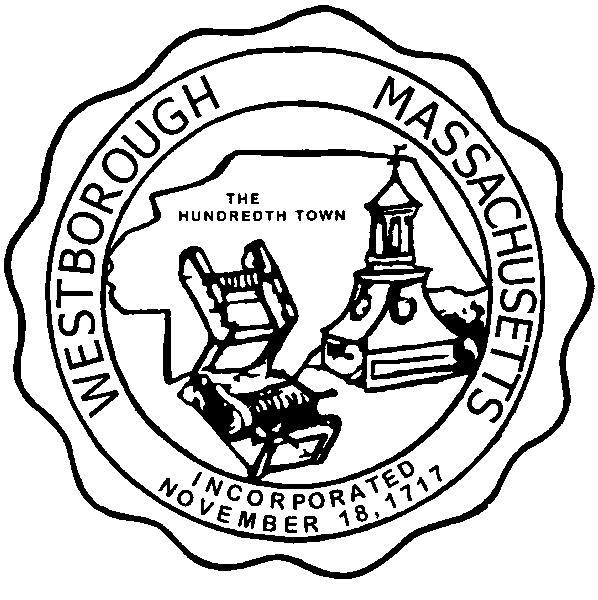 WESTBOROUGH MASSACHUSETTS
THE
HUNDREDTH TOWN
INCORPORATED
NOVEMBER 18, 1717